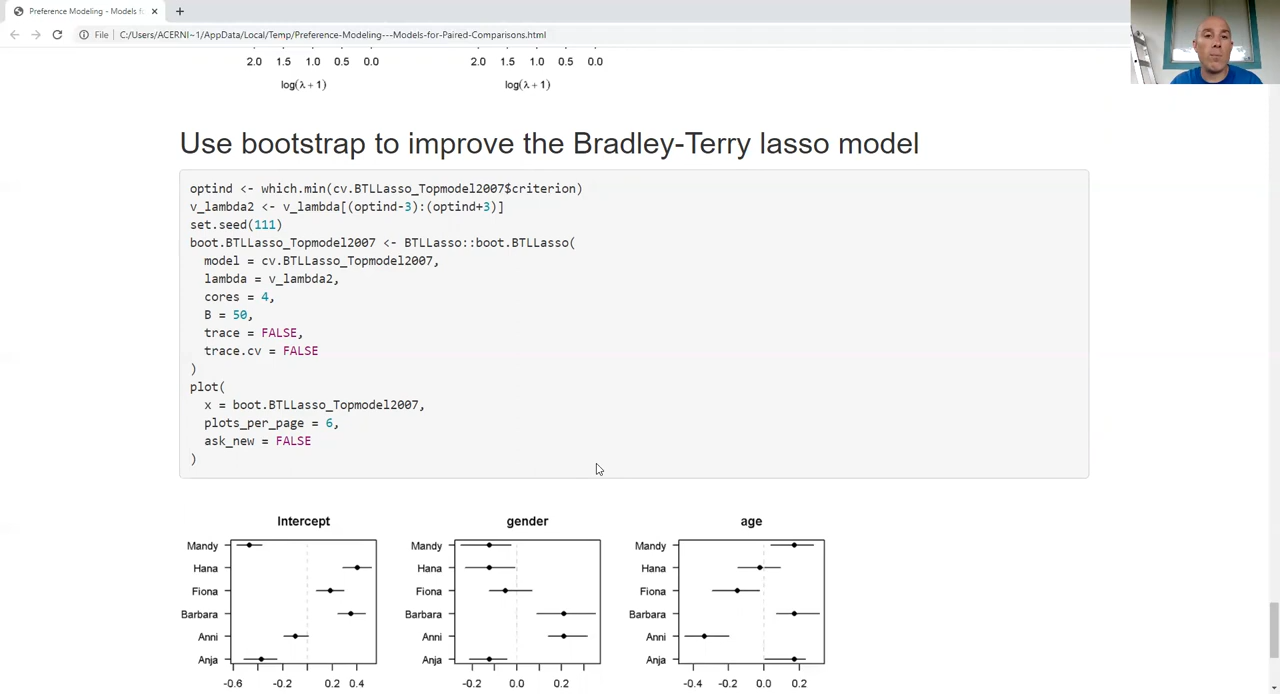 Preference Modeling - Models fo
File
C:/Users/ACERNI~1/AppData/Local/Temp/Preference-Modeling---Models-for-Paired-Comparisons.html
2.0 1.5 1.0 0.5 0.0 2.0 1.5 1.0 0.5 0.0
log(λ + 1) log(λ + 1)
Use bootstrap to improve the Bradley-Terry lasso model
optind <- which.min(cv.BTLLasso_Topmodel2007$criterion)
v_lambda2 <- v_lambda[(optind-3):(optind+3)]
set.seed(111)
boot.BTLLasso_Topmodel2007 <- BTLLasso::boot.BTLLasso(
model = cv.BTLLasso_Topmodel2007,
lambda = v_lambda2,
cores = 4,
B = 50,
trace = FALSE,
trace.cv = FALSE
)
plot(
x = boot.BTLLasso_Topmodel2007,
plots_per_page = 6,
ask_new = FALSE
)
Intercept gender age
Mandy Mandy Mandy
Hana Hana Hana
Fiona Fiona Fiona
Barbara Barbara Barbara
Anni Anni Anni
Anja Anja Anja
-0.6 -0.2 0.2 0.4 -0.2 0.0 0.2 -0.4 -0.2 0.0 0.2